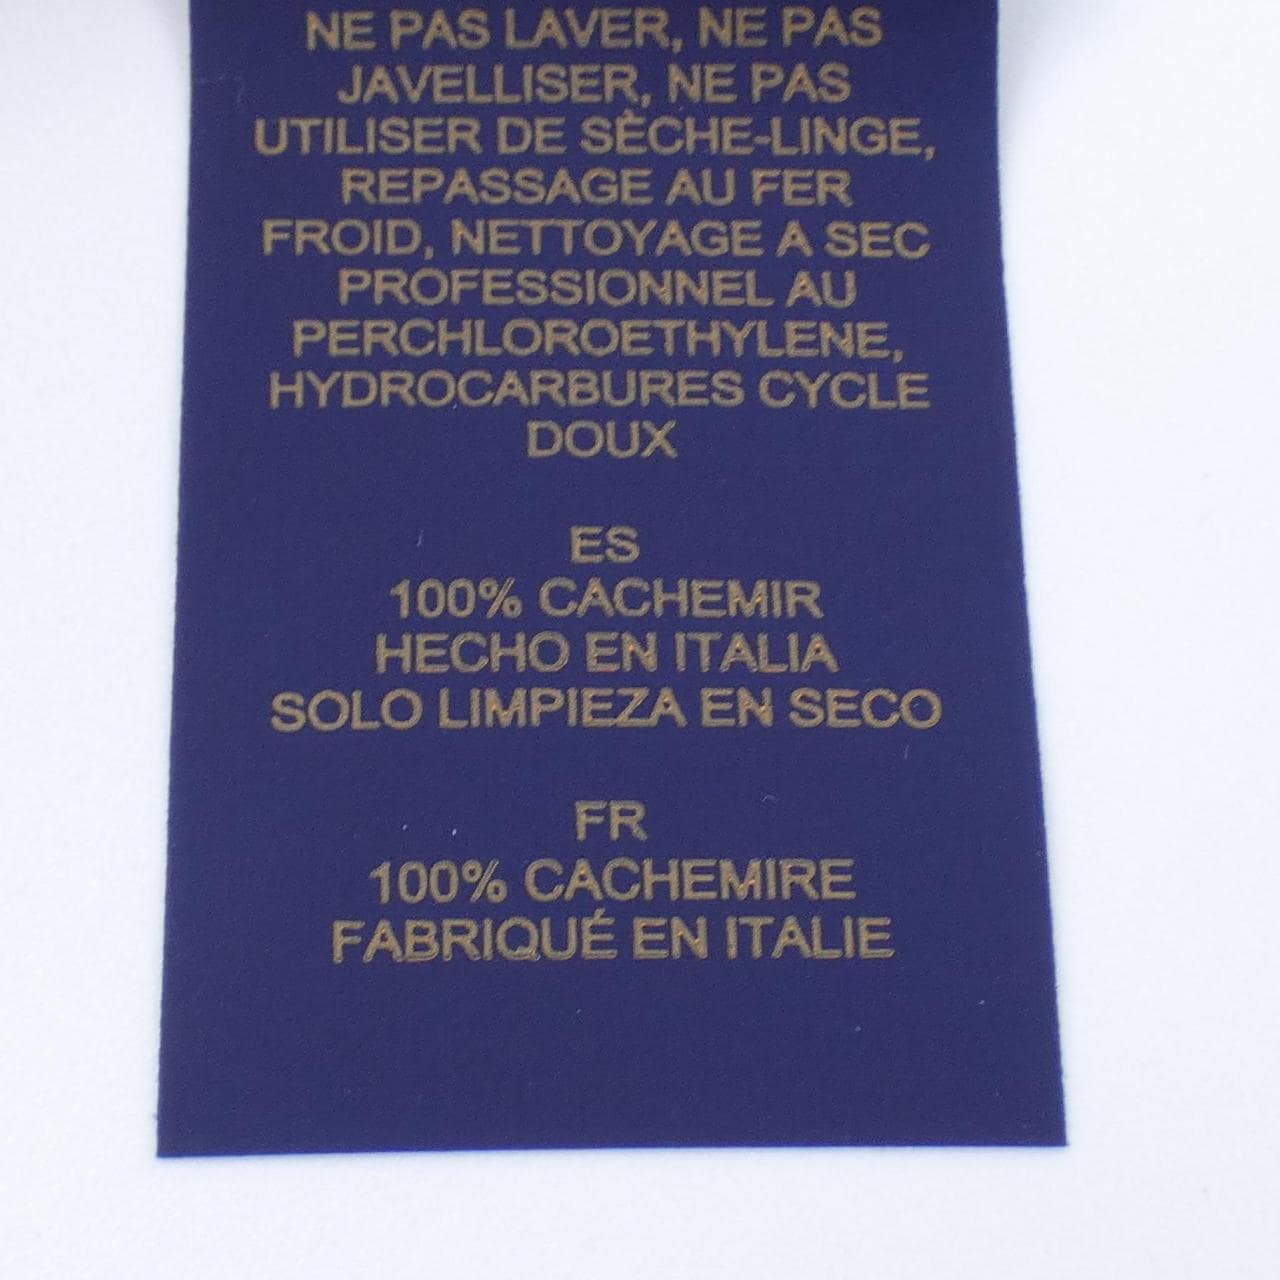 NE PAS LAVER, NE PAS
JAVELLISER, NE PAS
UTILISER DE SÈCHE-LINGE,
REPASSAGE AU FER
FROID, NETTOYAGE A SEC
PROFESSIONNEL AU
PERCHLOROETHYLENE,
HYDROCARBURES CYCLE
DOUX
ES
100% CACHEMIR
HECHO EN ITALIA
SOLO LIMPIEZA EN SECO
FR
100% CACHEMIRE
FABRIQUÉ EN ITALIE